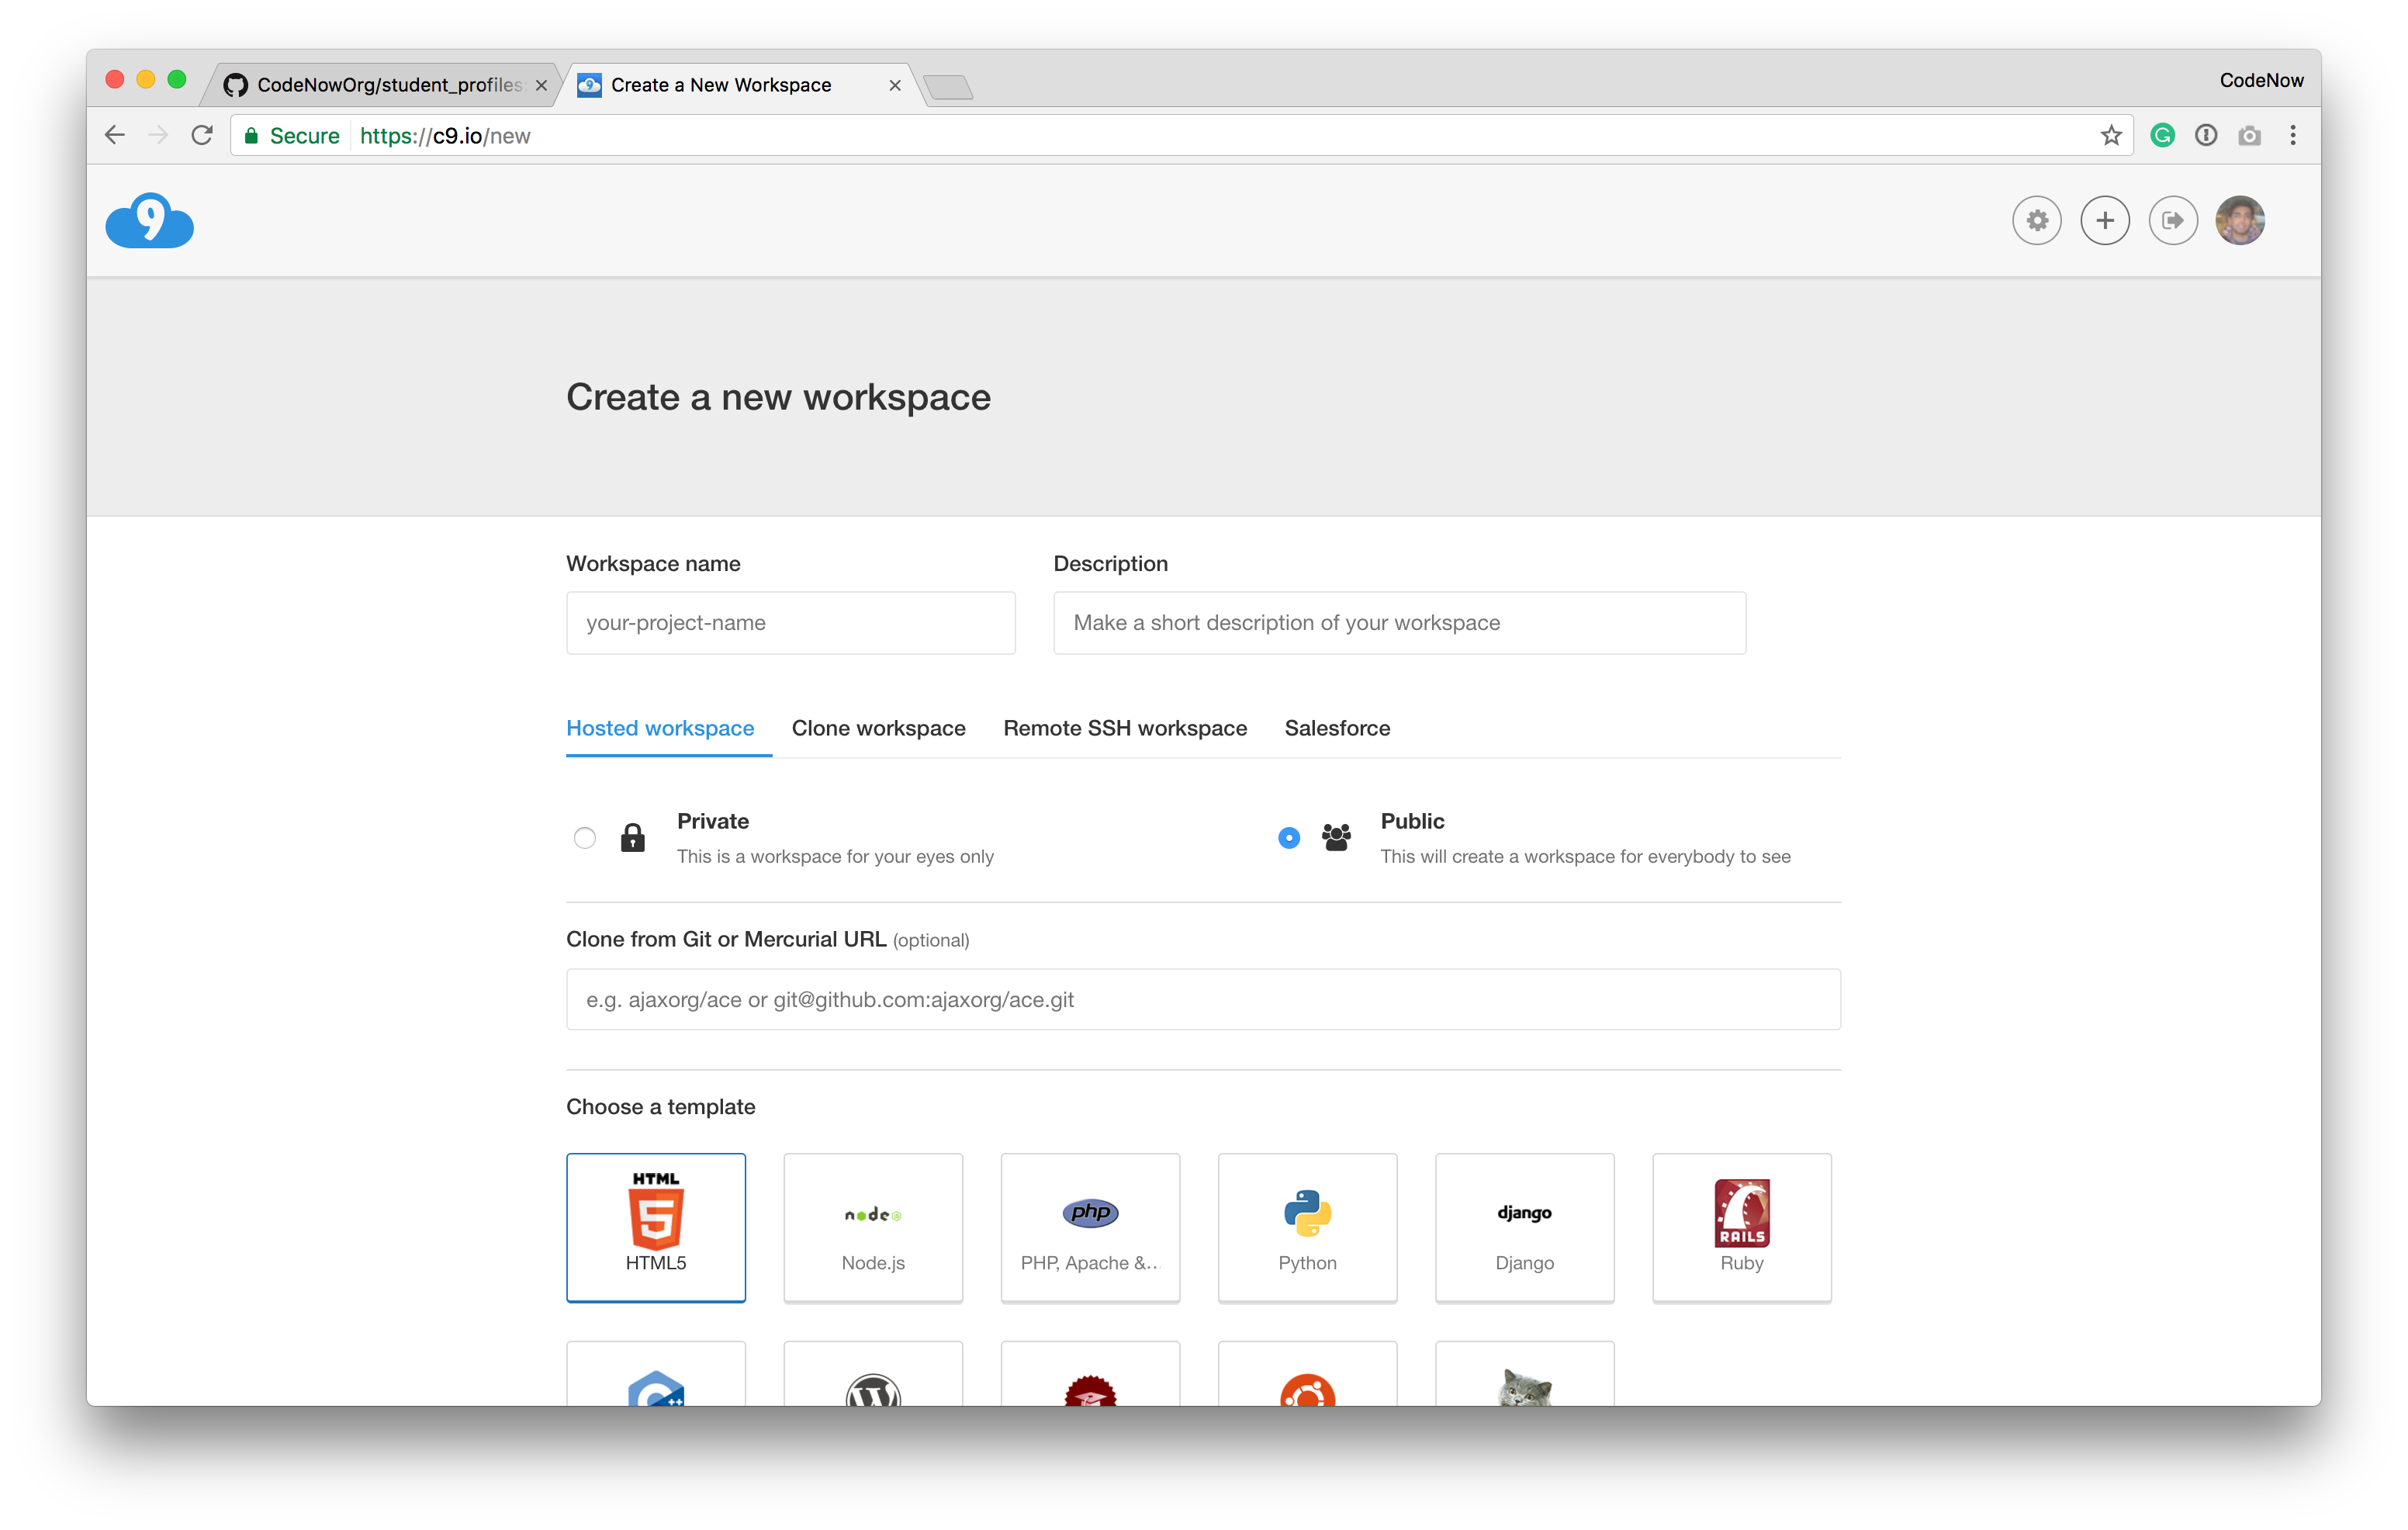 CodeNowOrg/student_profiles
Create a New Workspace
CodeNow
Secure
https://c9.io/new
9
Create a new workspace
Workspace name
Description
your-project-name
Make a short description of your workspace
Hosted workspace
Clone workspace
Remote SSH workspace
Salesforce
Private
This is a workspace for your eyes only
Public
This will create a workspace for everybody to see
Clone from Git or Mercurial URL (optional)
e.g. ajaxorg/ace or git@github.com:ajaxorg/ace.git
Choose a template
HTML
5
HTML5
node
Node.js
php
PHP, Apache &...
Python
django
Django
RAILS
Ruby
C++
W